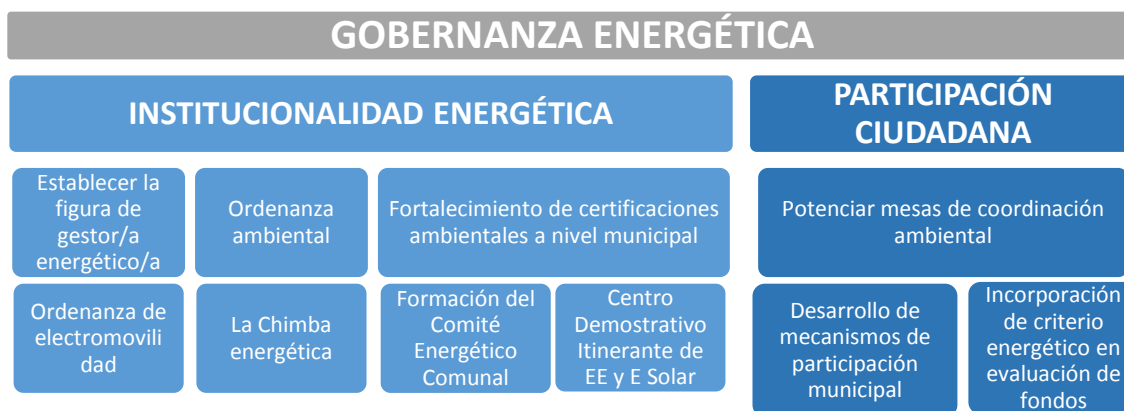 GOBERNANZA ENERGÉTICA
INSTITUCIONALIDAD ENERGÉTICA
PARTICIPACIÓN
CIUDADANA
Establecer la
figura de
gestor/a
energético/a
Ordenanza
ambiental
Fortalecimiento de certificaciones
ambientales a nivel municipal
Potenciar mesas de coordinación
ambiental
Ordenanza de
electromovili
dad
La Chimba
energética
Formación del
Comité
Energético
Comunal
Centro
Demostrativo
Itinerante de
EE y E Solar
Desarrollo de
mecanismos de
participación
municipal
Incorporación
de criterio
energético en
evaluación de
fondos